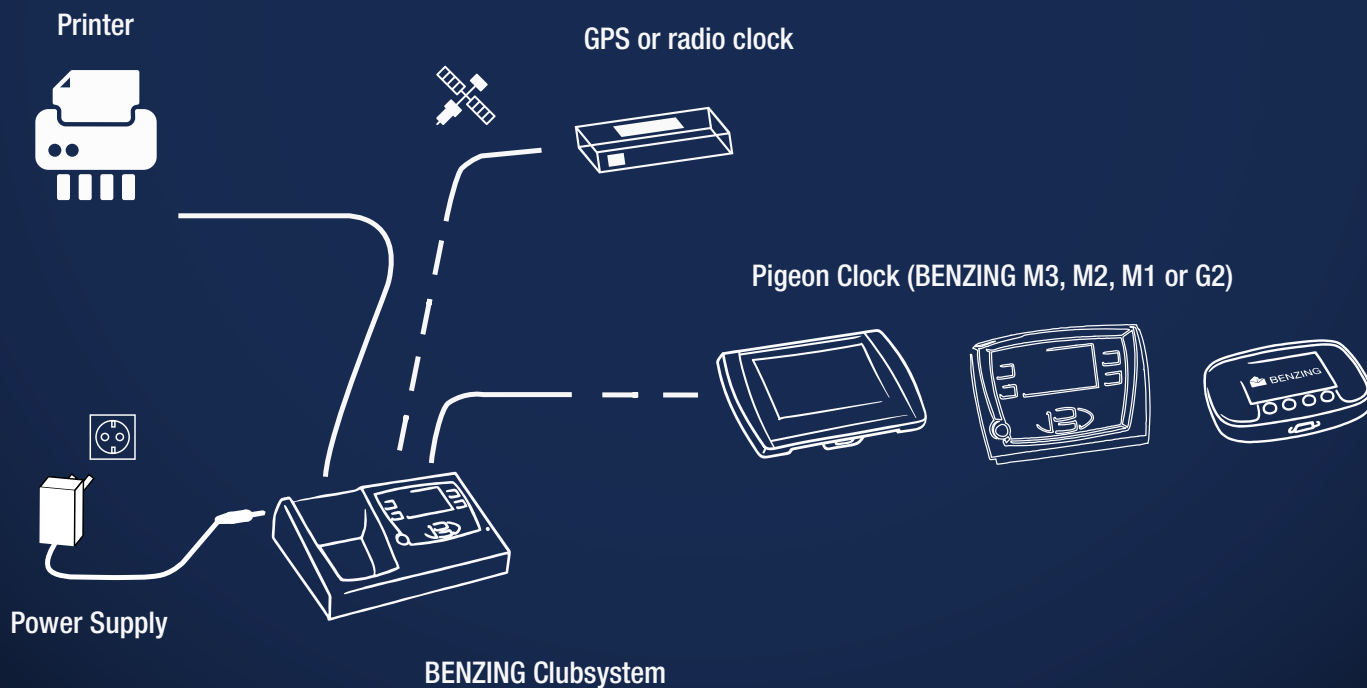 Printer
GPS or radio clock
Pigeon Clock (BENZING M3, M2, M1 or G2)
BENZING
Power Supply
BENZING Clubsystem